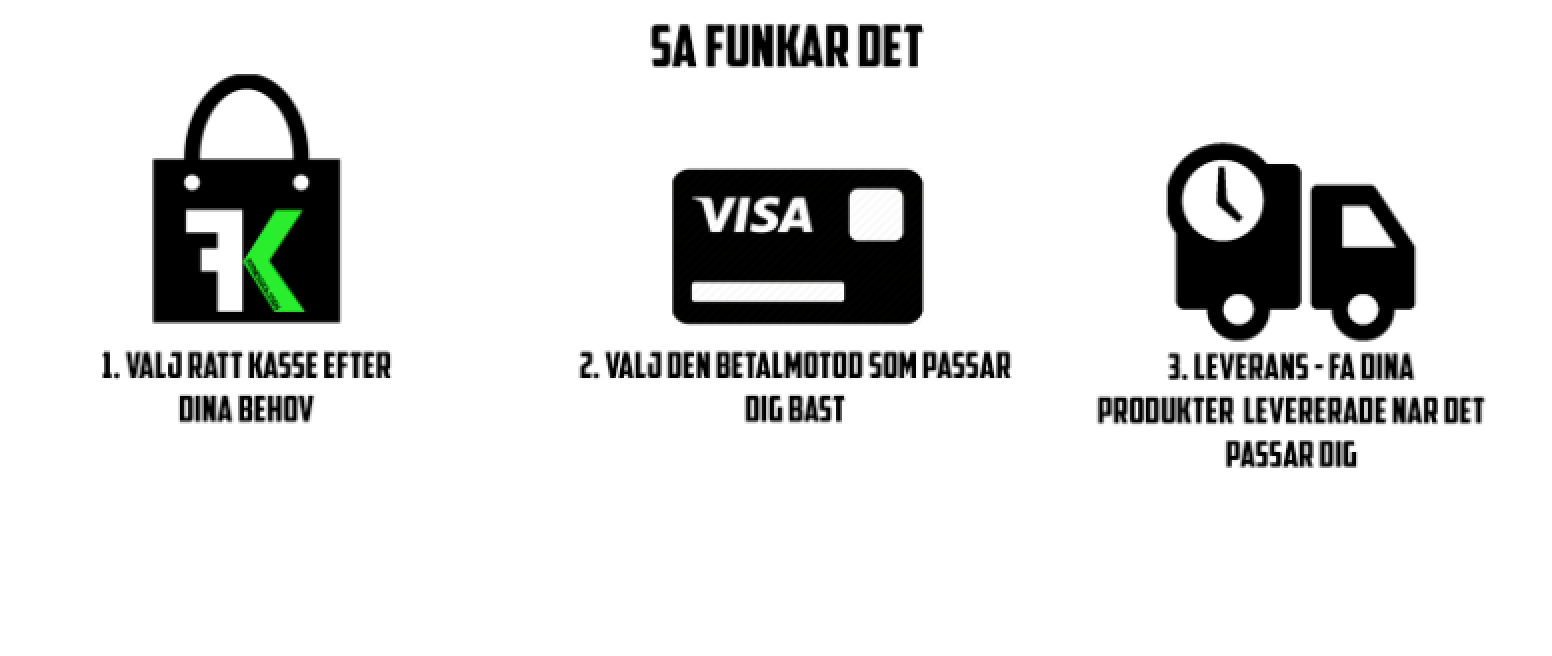 SA FUNKAR DET
FK
VISA
1. VALJ RATT KASSE EFTER
DINA BEHOV
2. VALJ DEN BETALMOTOD SOM PASSAR
DIG BAST
3. LEVERANS - FA DINA
PRODUKTER LEVERERADE NAR DET
PASSAR DIG